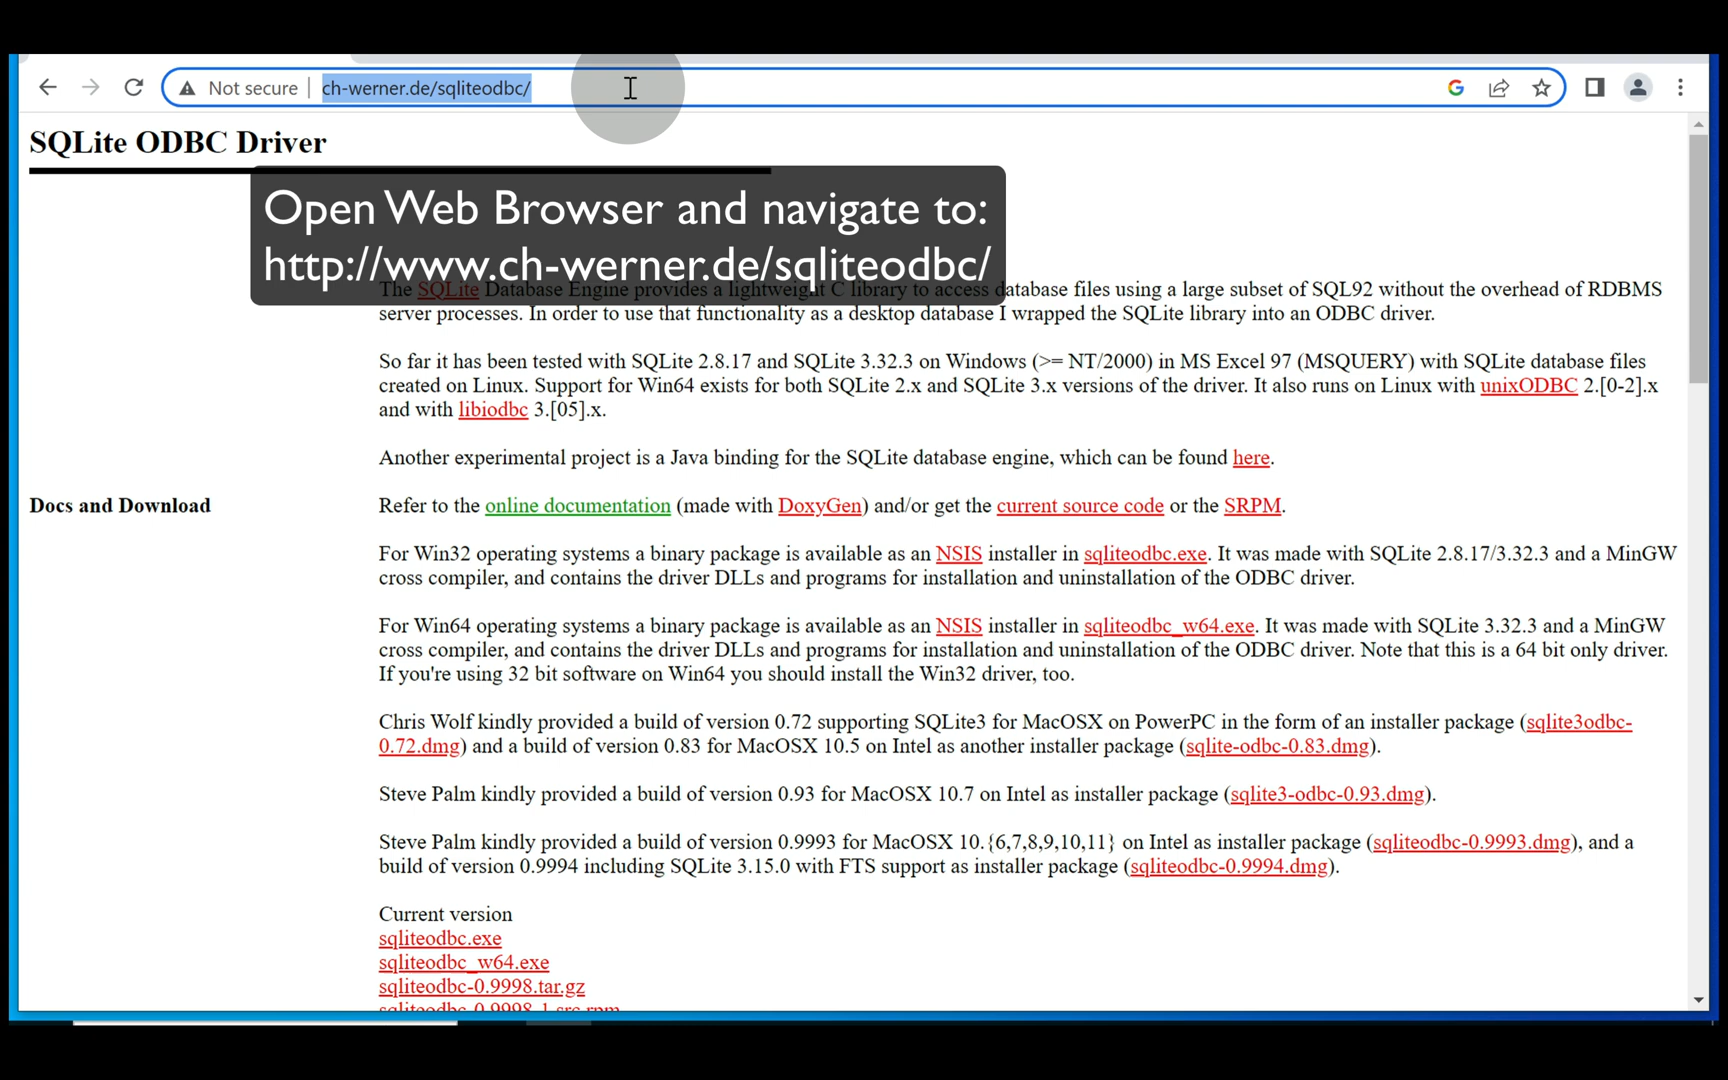 Not secure
ch-werner.de/sqliteodbc/
SQLite ODBC Driver
Open Web Browser and navigate to:
http://www.ch-werner.de/sqliteodbc/
The SQLite Database Engine provides a lightweight C library to access database files using a large subset of SQL92 without the overhead of RDBMS
server processes. In order to use that functionality as a desktop database I wrapped the SQLite library into an ODBC driver.
So far it has been tested with SQLite 2.8.17 and SQLite 3.32.3 on Windows (>= NT/2000) in MS Excel 97 (MSQUERY) with SQLite database files
created on Linux. Support for Win64 exists for both SQLite 2.x and SQLite 3.x versions of the driver. It also runs on Linux with unixODBC 2.[0-2].x
and with libiodbc 3.[05].x.
Another experimental project is a Java binding for the SQLite database engine, which can be found here.
Docs and Download
Refer to the online documentation (made with DoxyGen) and/or get the current source code or the SRPM.
For Win32 operating systems a binary package is available as an NSIS installer in sqliteodbc.exe. It was made with SQLite 2.8.17/3.32.3 and a MinGW
cross compiler, and contains the driver DLLs and programs for installation and uninstallation of the ODBC driver.
For Win64 operating systems a binary package is available as an NSIS installer in sqliteodbc_w64.exe. It was made with SQLite 3.32.3 and a MinGW
cross compiler, and contains the driver DLLs and programs for installation and uninstallation of the ODBC driver. Note that this is a 64 bit only driver.
If you're using 32 bit software on Win64 you should install the Win32 driver, too.
Chris Wolf kindly provided a build of version 0.72 supporting SQLite3 for MacOSX on PowerPC in the form of an installer package (sqlite3odbc-
0.72.dmg) and a build of version 0.83 for MacOSX 10.5 on Intel as another installer package (sqlite-odbc-0.83.dmg).
Steve Palm kindly provided a build of version 0.93 for MacOSX 10.7 on Intel as installer package (sqlite3-odbc-0.93.dmg).
Steve Palm kindly provided a build of version 0.9993 for MacOSX 10.{6,7,8,9,10,11} on Intel as installer package (sqliteodbc-0.9993.dmg), and a
build of version 0.9994 including SQLite 3.15.0 with FTS support as installer package (sqliteodbc-0.9994.dmg).
Current version
sqliteodbc.exe
sqliteodbc_w64.exe
sqliteodbc-0.9998.tar.gz
sqliteodbc-0.9998-1.src.rpm